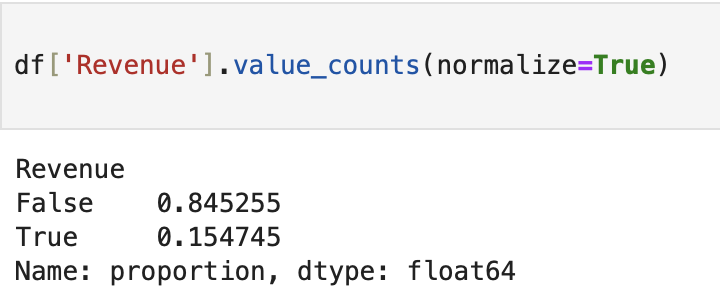 df['Revenue'].value_counts(normalize=True)
Revenue
False    0.845255
True     0.154745
Name: proportion, dtype: float64